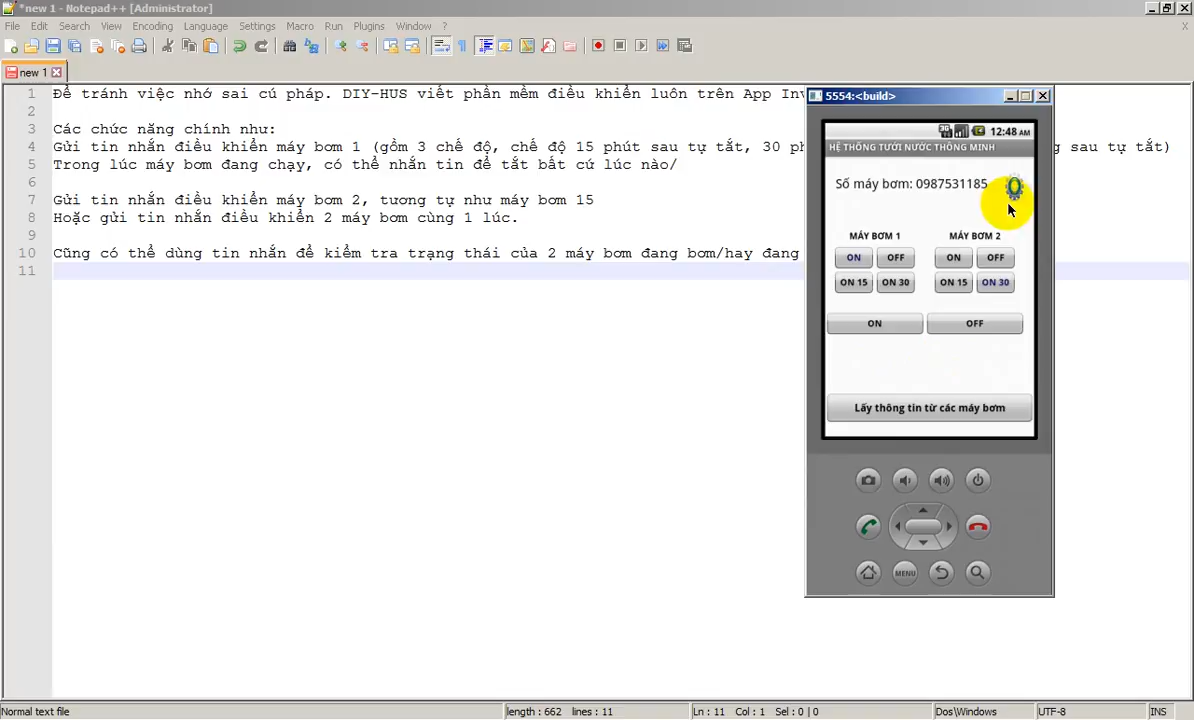 *new 1 - Notepad++ [Administrator]
File Edit Search View Encoding Language Settings Macro Run Plugins Window ? X
new 1
1 Để tránh việc nhớ sai cú pháp. DIY-HUS viết phần mềm điều khiển luôn trên App Inv
2
3 Các chức năng chính như:
4 Gửi tin nhắn điều khiển máy bơm 1 (gồm 3 chế độ, chế độ 15 phút sau tự tắt, 30 ph g sau tự tắt)
5 Trong lúc máy bơm đang chạy, có thể nhắn tin để tắt bất cứ lúc nào/
6
7 Gửi tin nhắn điều khiển máy bơm 2, tương tự như máy bơm 15
8 Hoặc gửi tin nhắn điều khiển 2 máy bơm cùng 1 lúc.
9
10 Cũng có thể dùng tin nhắn để kiểm tra trạng thái của 2 máy bơm đang bơm/hay đang
11
5554:<build>
3G 12:48 AM
HỆ THỐNG TƯỚI NƯỚC THÔNG MINH
Số máy bơm: 0987531185
MÁY BƠM 1 MÁY BƠM 2
ON OFF ON OFF
ON 15 ON 30 ON 15 ON 30
ON OFF
Lấy thông tin từ các máy bơm
MENU
Normal text file length : 662 lines : 11 Ln : 11 Col : 1 Sel : 0 | 0 Dos\Windows UTF-8 INS